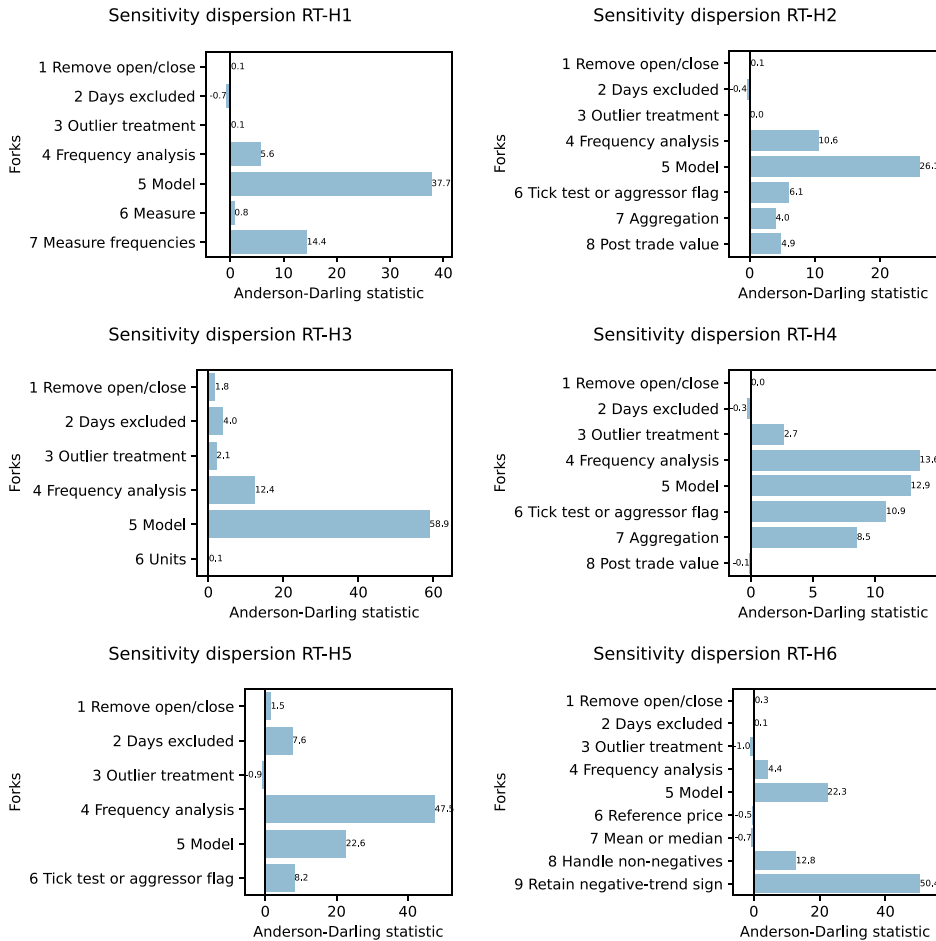 Sensitivity dispersion RT-H1
Forks
1 Remove open/close 0.1
2 Days excluded -0.7
3 Outlier treatment 0.1
4 Frequency analysis 5.6
5 Model 37.7
6 Measure 0.8
7 Measure frequencies 14.4
0 10 20 30 40
Anderson-Darling statistic
Sensitivity dispersion RT-H2
Forks
1 Remove open/close 0.1
2 Days excluded -0.4
3 Outlier treatment 0.0
4 Frequency analysis 10.6
5 Model
6 Tick test or aggressor flag 6.1
7 Aggregation 4.0
8 Post trade value 4.9
0 10 20
Anderson-Darling statistic
Sensitivity dispersion RT-H3
Forks
1 Remove open/close 1.8
2 Days excluded 4.0
3 Outlier treatment 2.1
4 Frequency analysis 12.4
5 Model 58.9
6 Units 0.1
0 20 40 60
Anderson-Darling statistic
Sensitivity dispersion RT-H4
Forks
1 Remove open/close 0.0
2 Days excluded -0.3
3 Outlier treatment 2.7
4 Frequency analysis 13.6
5 Model 12.9
6 Tick test or aggressor flag 10.9
7 Aggregation 8.5
8 Post trade value -0.1
0 5 10
Anderson-Darling statistic
Sensitivity dispersion RT-H5
Forks
1 Remove open/close 1.5
2 Days excluded 7.6
3 Outlier treatment -0.9
4 Frequency analysis 47.5
5 Model 22.6
6 Tick test or aggressor flag 8.2
0 20 40
Anderson-Darling statistic
Sensitivity dispersion RT-H6
Forks
1 Remove open/close 0.3
2 Days excluded 0.1
3 Outlier treatment -1.0
4 Frequency analysis 4.4
5 Model 22.3
6 Reference price -0.5
7 Mean or median -0.7
8 Handle non-negatives 12.8
9 Retain negative-trend sign 50.4
0 20 40
Anderson-Darling statistic